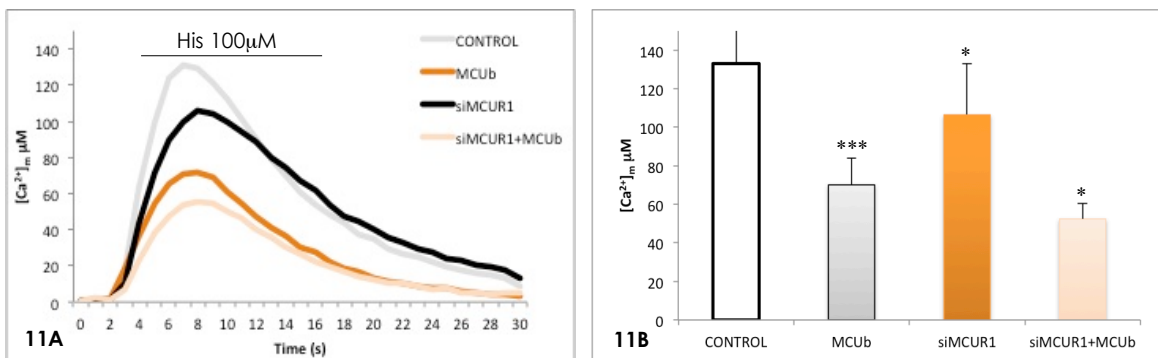 His 100µM
CONTROL
MCUb
siMCUR1
siMCUR1+MCUb
[Ca²⁺]ₘ µM
140
120
100
80
60
40
20
0
0 2 4 6 8 10 12 14 16 18 20 22 24 26 28 30
Time (s)
11A
[Ca²⁺]ₘ µM
140
120
100
80
60
40
80
140
***
*
*
CONTROL MCUb siMCUR1 siMCUR1+MCUb
11B